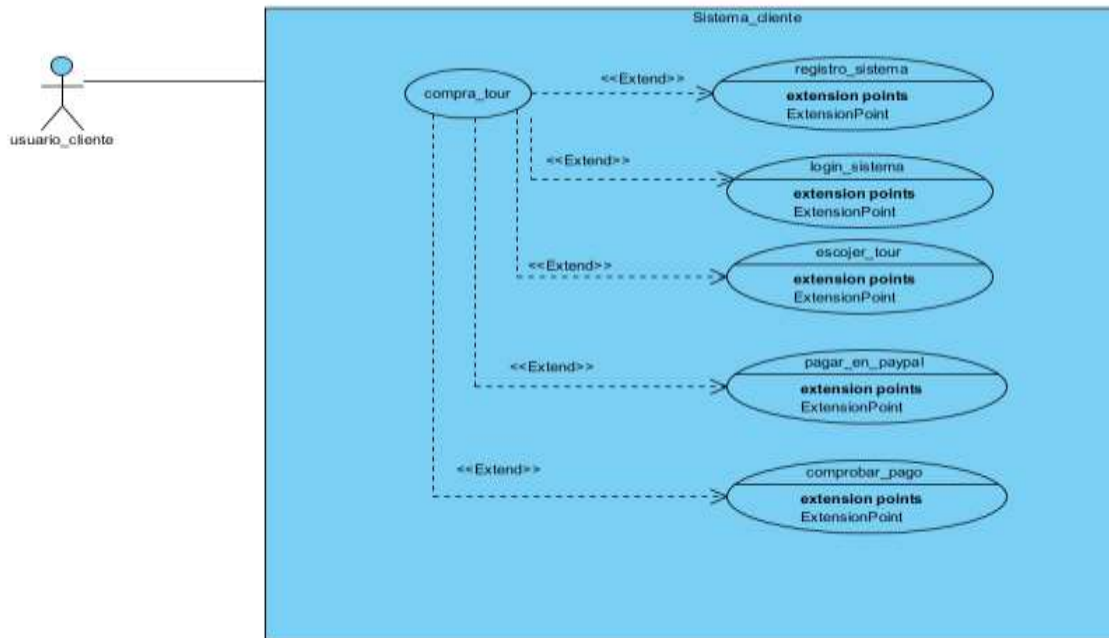 Sistema_cliente
usuario_cliente
compra_tour
<<Extend>>
registro_sistema
extension points
ExtensionPoint
<<Extend>>
login_sistema
extension points
ExtensionPoint
<<Extend>>
escojer_tour
extension points
ExtensionPoint
<<Extend>>
pagar_en_paypal
extension points
ExtensionPoint
<<Extend>>
comprobar_pago
extension points
ExtensionPoint